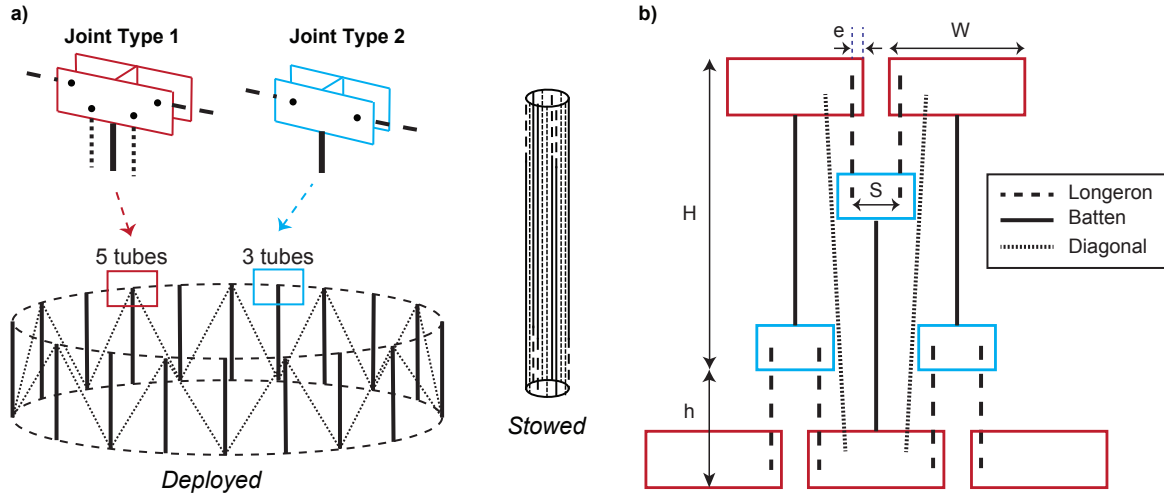 a)
Joint Type 1
Joint Type 2
5 tubes
3 tubes
Deployed
Stowed
b)
e
W
H
S
h
Longeron
Batten
Diagonal